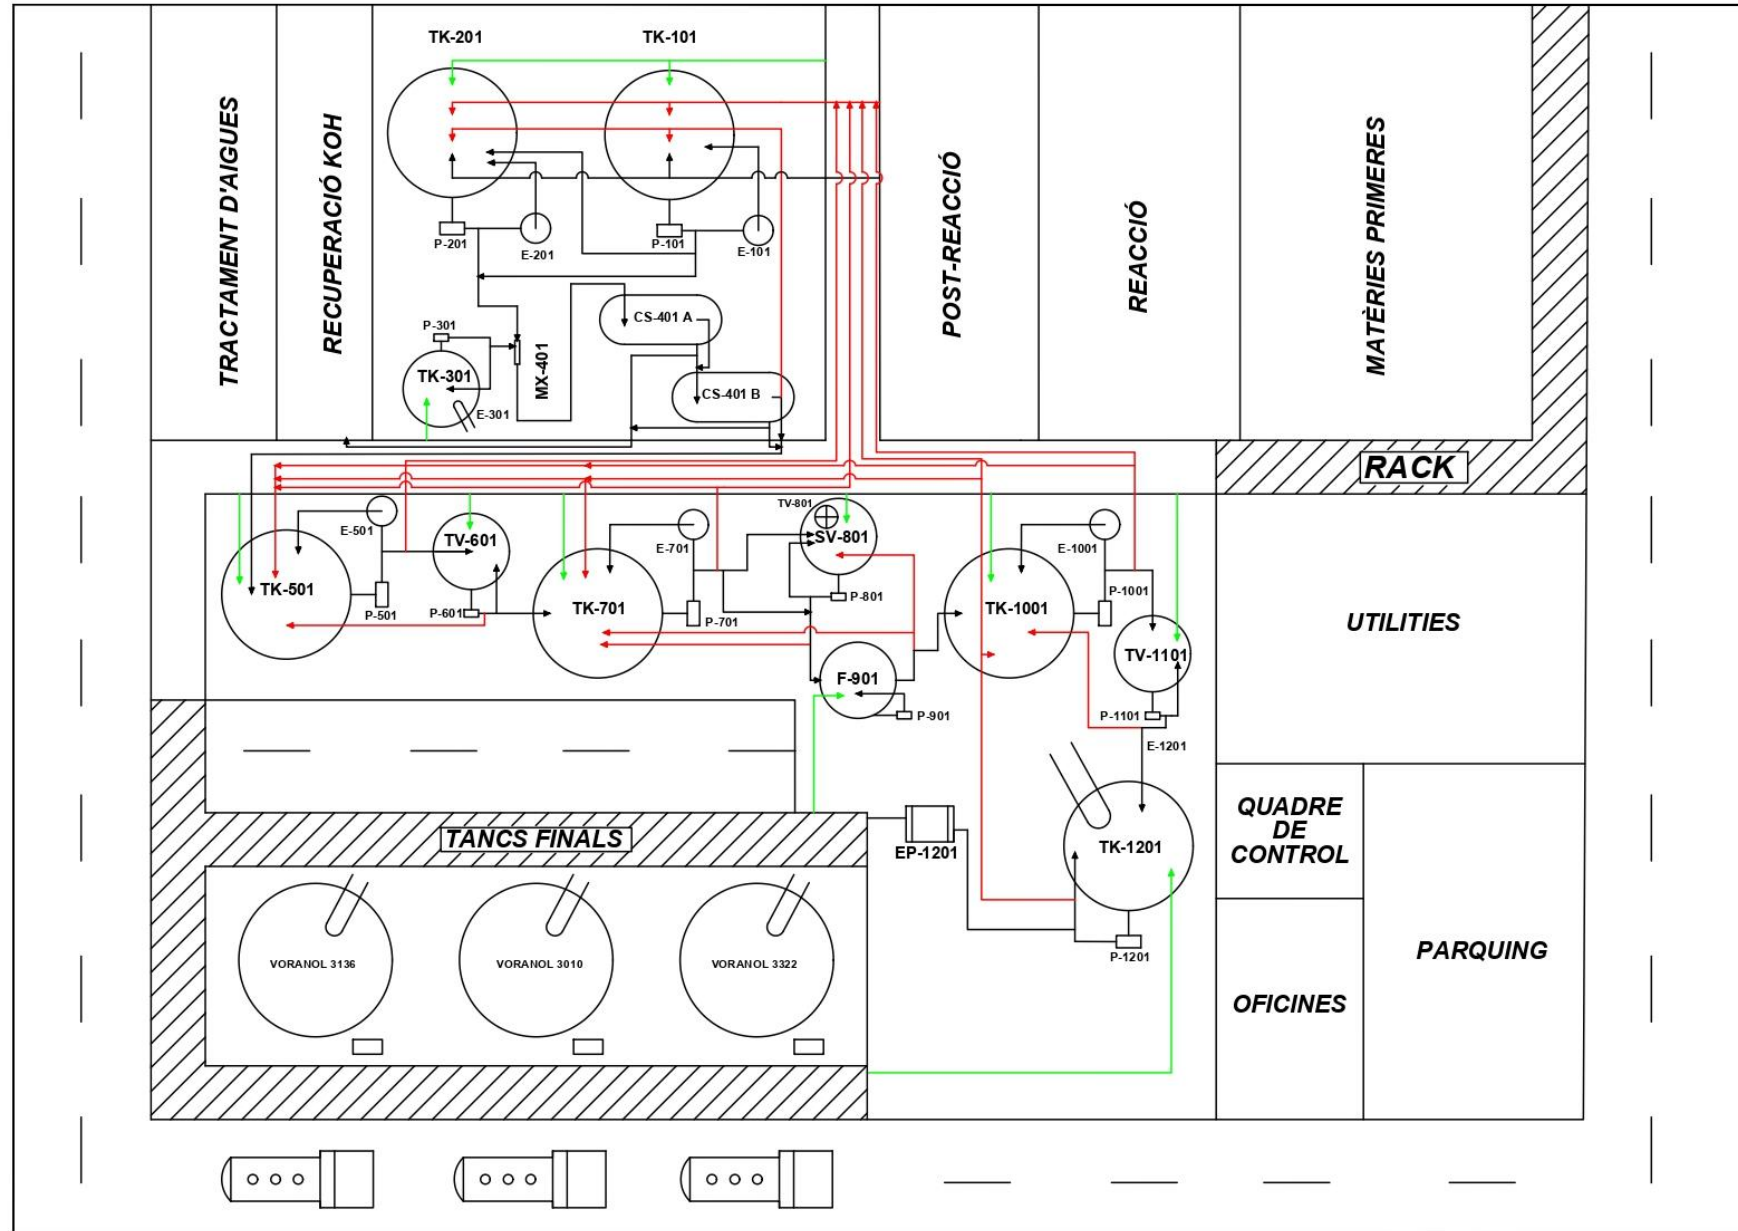 TK-201
TK-101
TRACTAMENT D'AIGUES
RECUPERACIÓ KOH
POST-REACCIÓ
REACCIÓ
MATÈRIES PRIMERES
P-201
E-201
P-101
E-101
CS-401 A
P-301
MX-401
TK-301
E-301
CS-401 B
RACK
TV-801
E-501
TV-601
E-701
SV-801
E-1001
TK-501
P-501
P-601
TK-701
P-701
P-801
TK-1001
P-1001
UTILITIES
TV-1101
F-901
P-901
P-1101
E-1201
QUADRE
DE
CONTROL
TANCS FINALS
EP-1201
TK-1201
PARQUING
P-1201
VORANOL 3136
VORANOL 3010
VORANOL 3322
OFICINES